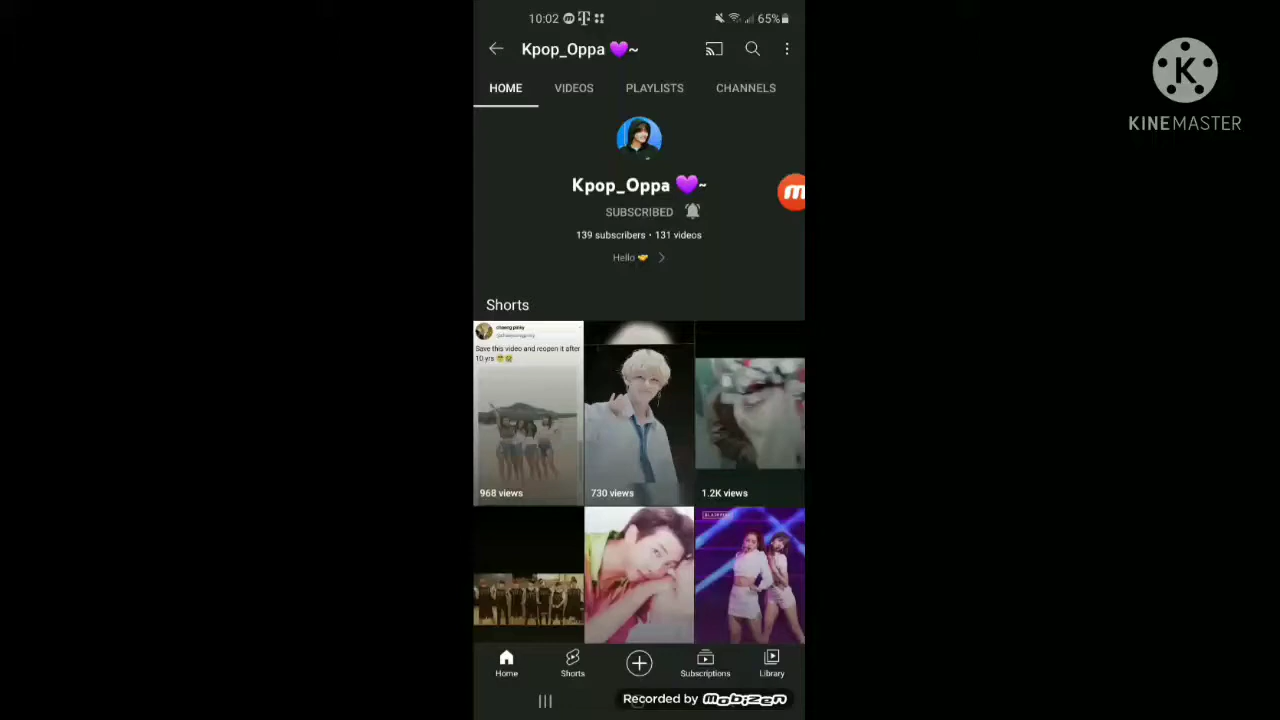 10:02
65%
Kpop_Oppa 💜~
HOME VIDEOS PLAYLISTS CHANNELS
K
KINEMASTER
Kpop_Oppa 💜~
SUBSCRIBED
139 subscribers • 131 videos
Hello
Shorts
Save this video and reopen it after
10 yrs
968 views
730 views
1.2K views
BLACKPINK
Home
Shorts
Subscriptions
Library
Recorded by mobizen